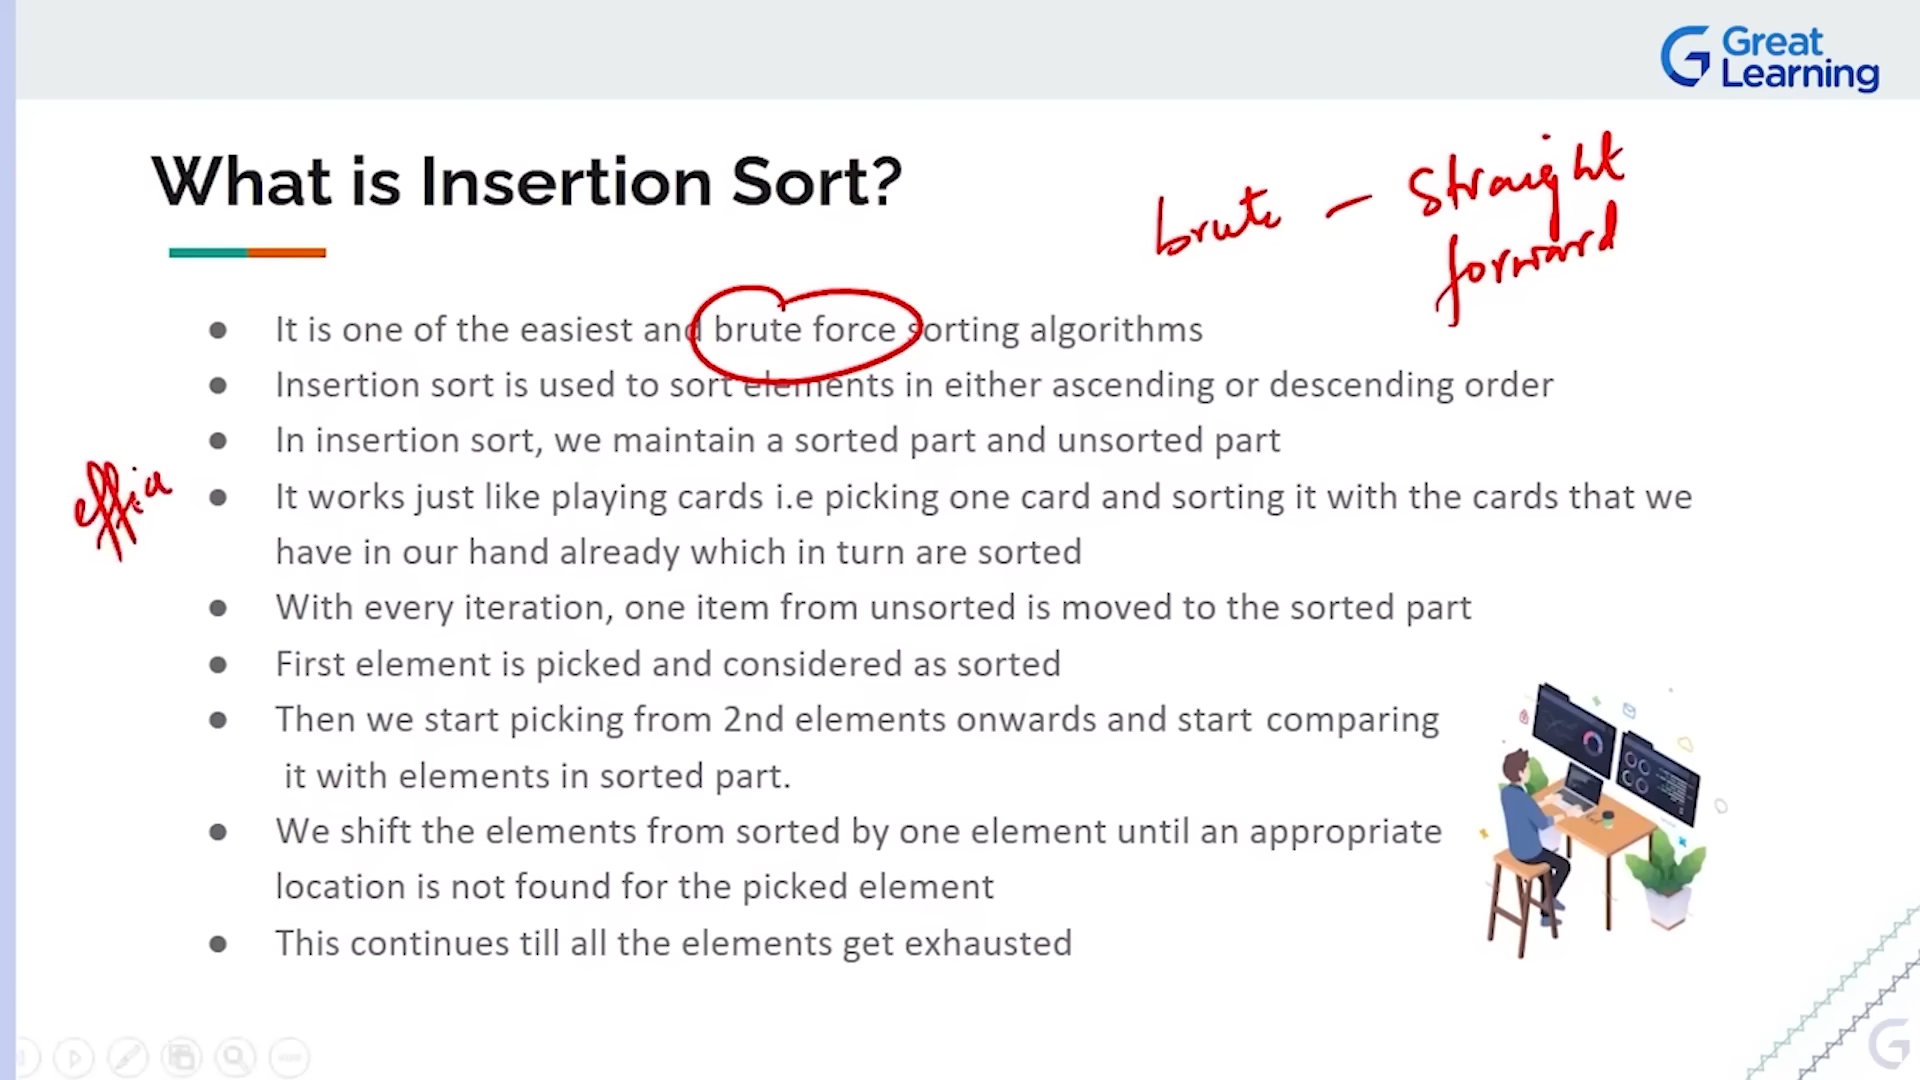 Great
Learning
What is Insertion Sort?
brute – Straight
forward
● It is one of the easiest and brute force sorting algorithms
● Insertion sort is used to sort elements in either ascending or descending order
● In insertion sort, we maintain a sorted part and unsorted part
effici
● It works just like playing cards i.e picking one card and sorting it with the cards that we
have in our hand already which in turn are sorted
● With every iteration, one item from unsorted is moved to the sorted part
● First element is picked and considered as sorted
● Then we start picking from 2nd elements onwards and start comparing
it with elements in sorted part.
● We shift the elements from sorted by one element until an appropriate
location is not found for the picked element
● This continues till all the elements get exhausted